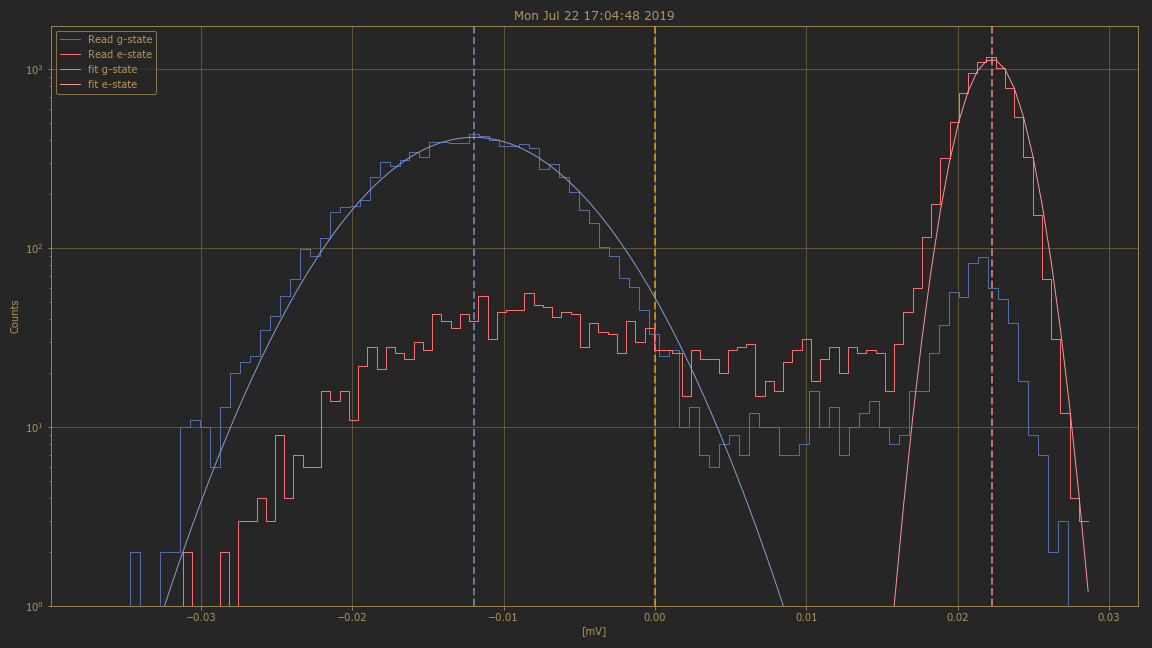 Mon Jul 22 17:04:48 2019
Read g-state
Read e-state
fit g-state
fit e-state
10³
10²
10¹
10⁰
Counts
−0.03
−0.02
−0.01
0.00
0.01
0.02
0.03
[mV]